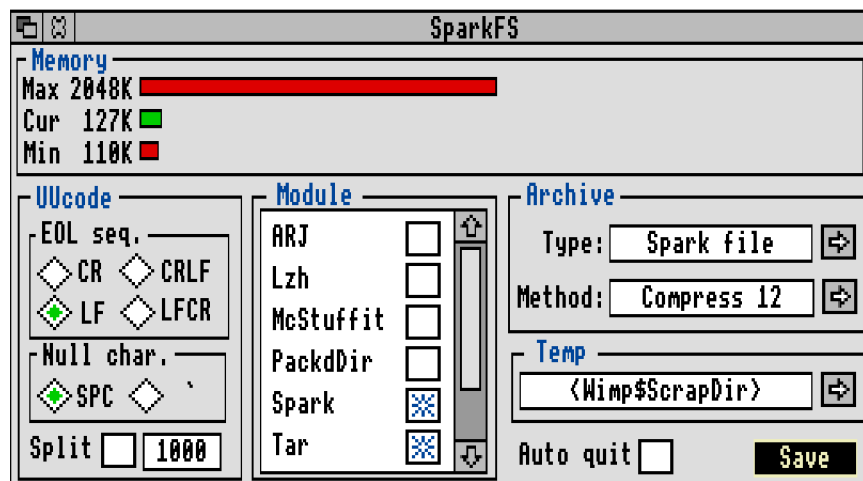 SparkFS
Memory
Max 2048K
Cur 127K
Min 110K
UUcode
EOL seq.
CR CRLF
LF LFCR
Null char.
SPC `
Split 1000
Module
ARJ
Lzh
McStuffit
PackdDir
Spark
Tar
Archive
Type: Spark file
Method: Compress 12
Temp
<Wimp$ScrapDir>
Auto quit Save